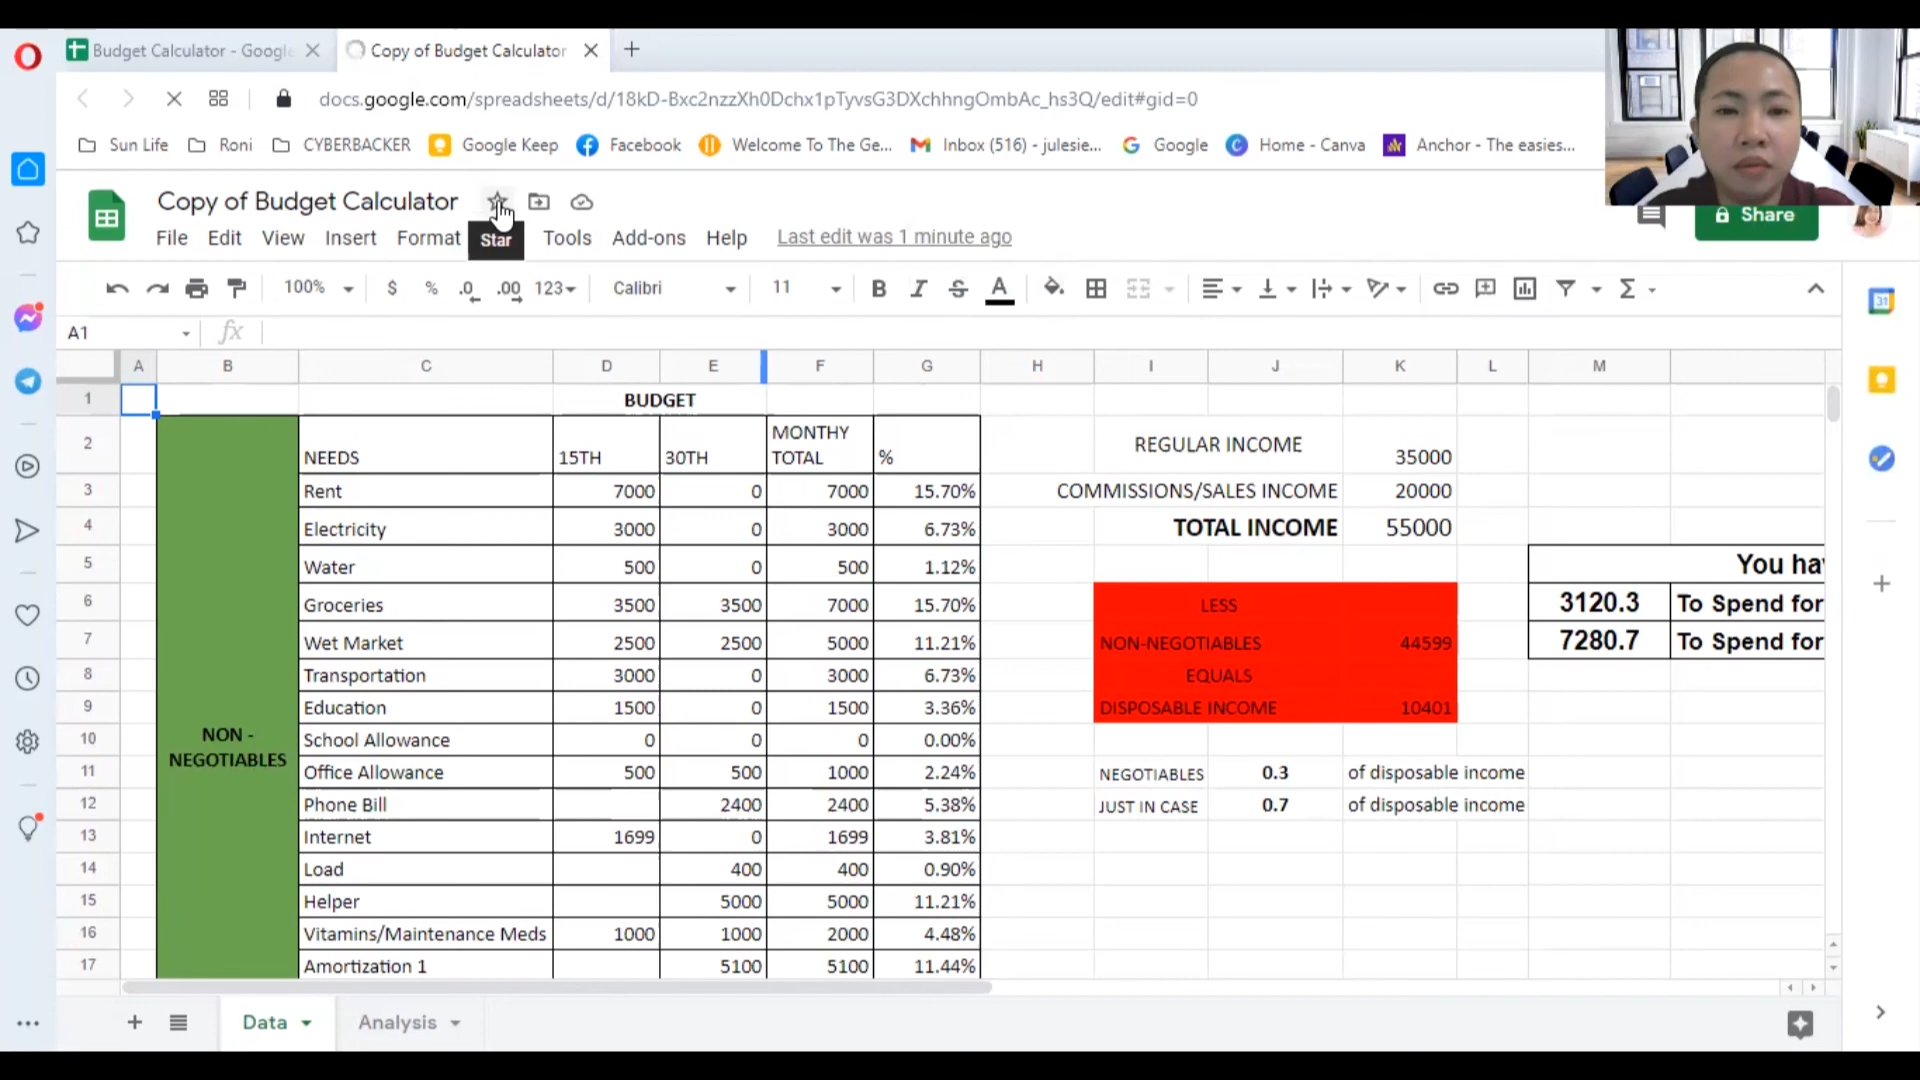 Budget Calculator - Google
Copy of Budget Calculator
docs.google.com/spreadsheets/d/18kD-Bxc2nzzXh0Dchx1pTyvsG3DXchhngOmbAc_hs3Q/edit#gid=0
Sun Life Roni CYBERBACKER Google Keep Facebook Welcome To The Ge... Inbox (516) - julesie... Google Home - Canva Anchor - The easies...
Copy of Budget Calculator
Share
File Edit View Insert Format Tools Add-ons Help Last edit was 1 minute ago
Star
100% $ % .0 .00 123 Calibri 11 B I S A
A1 fx
A B C D E F G H I J K L M
1 BUDGET
2 NEEDS 15TH 30TH MONTHY TOTAL % REGULAR INCOME 35000
3 Rent 7000 0 7000 15.70% COMMISSIONS/SALES INCOME 20000
4 Electricity 3000 0 3000 6.73% TOTAL INCOME 55000
5 Water 500 0 500 1.12% You hav
6 Groceries 3500 3500 7000 15.70% LESS 3120.3 To Spend for
7 Wet Market 2500 2500 5000 11.21% NON-NEGOTIABLES 44599 7280.7 To Spend for
8 Transportation 3000 0 3000 6.73% EQUALS
9 Education 1500 0 1500 3.36% DISPOSABLE INCOME 10401
NON - NEGOTIABLES
10 School Allowance 0 0 0 0.00%
11 Office Allowance 500 500 1000 2.24% NEGOTIABLES 0.3 of disposable income
12 Phone Bill 2400 2400 5.38% JUST IN CASE 0.7 of disposable income
13 Internet 1699 0 1699 3.81%
14 Load 400 400 0.90%
15 Helper 5000 5000 11.21%
16 Vitamins/Maintenance Meds 1000 1000 2000 4.48%
17 Amortization 1 5100 5100 11.44%
Data Analysis
31